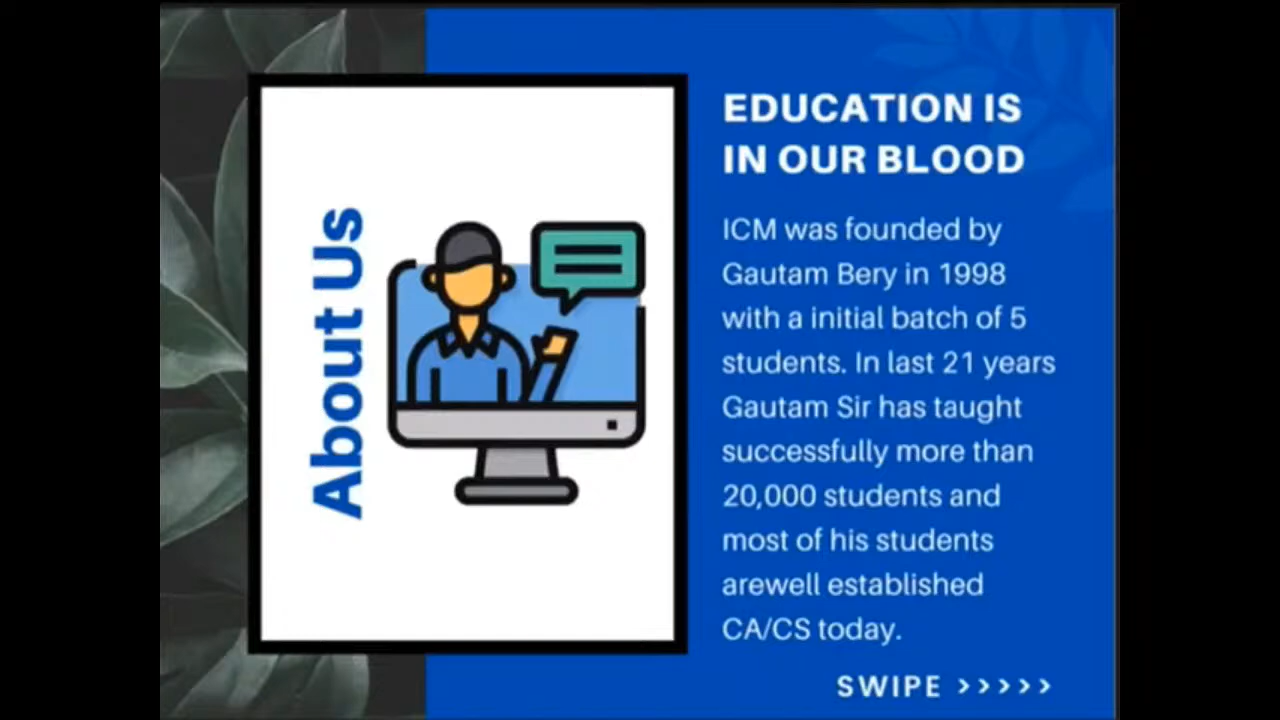 About Us
EDUCATION IS
IN OUR BLOOD
ICM was founded by
Gautam Bery in 1998
with a initial batch of 5
students. In last 21 years
Gautam Sir has taught
successfully more than
20,000 students and
most of his students
arewell established
CA/CS today.
SWIPE >>>>>